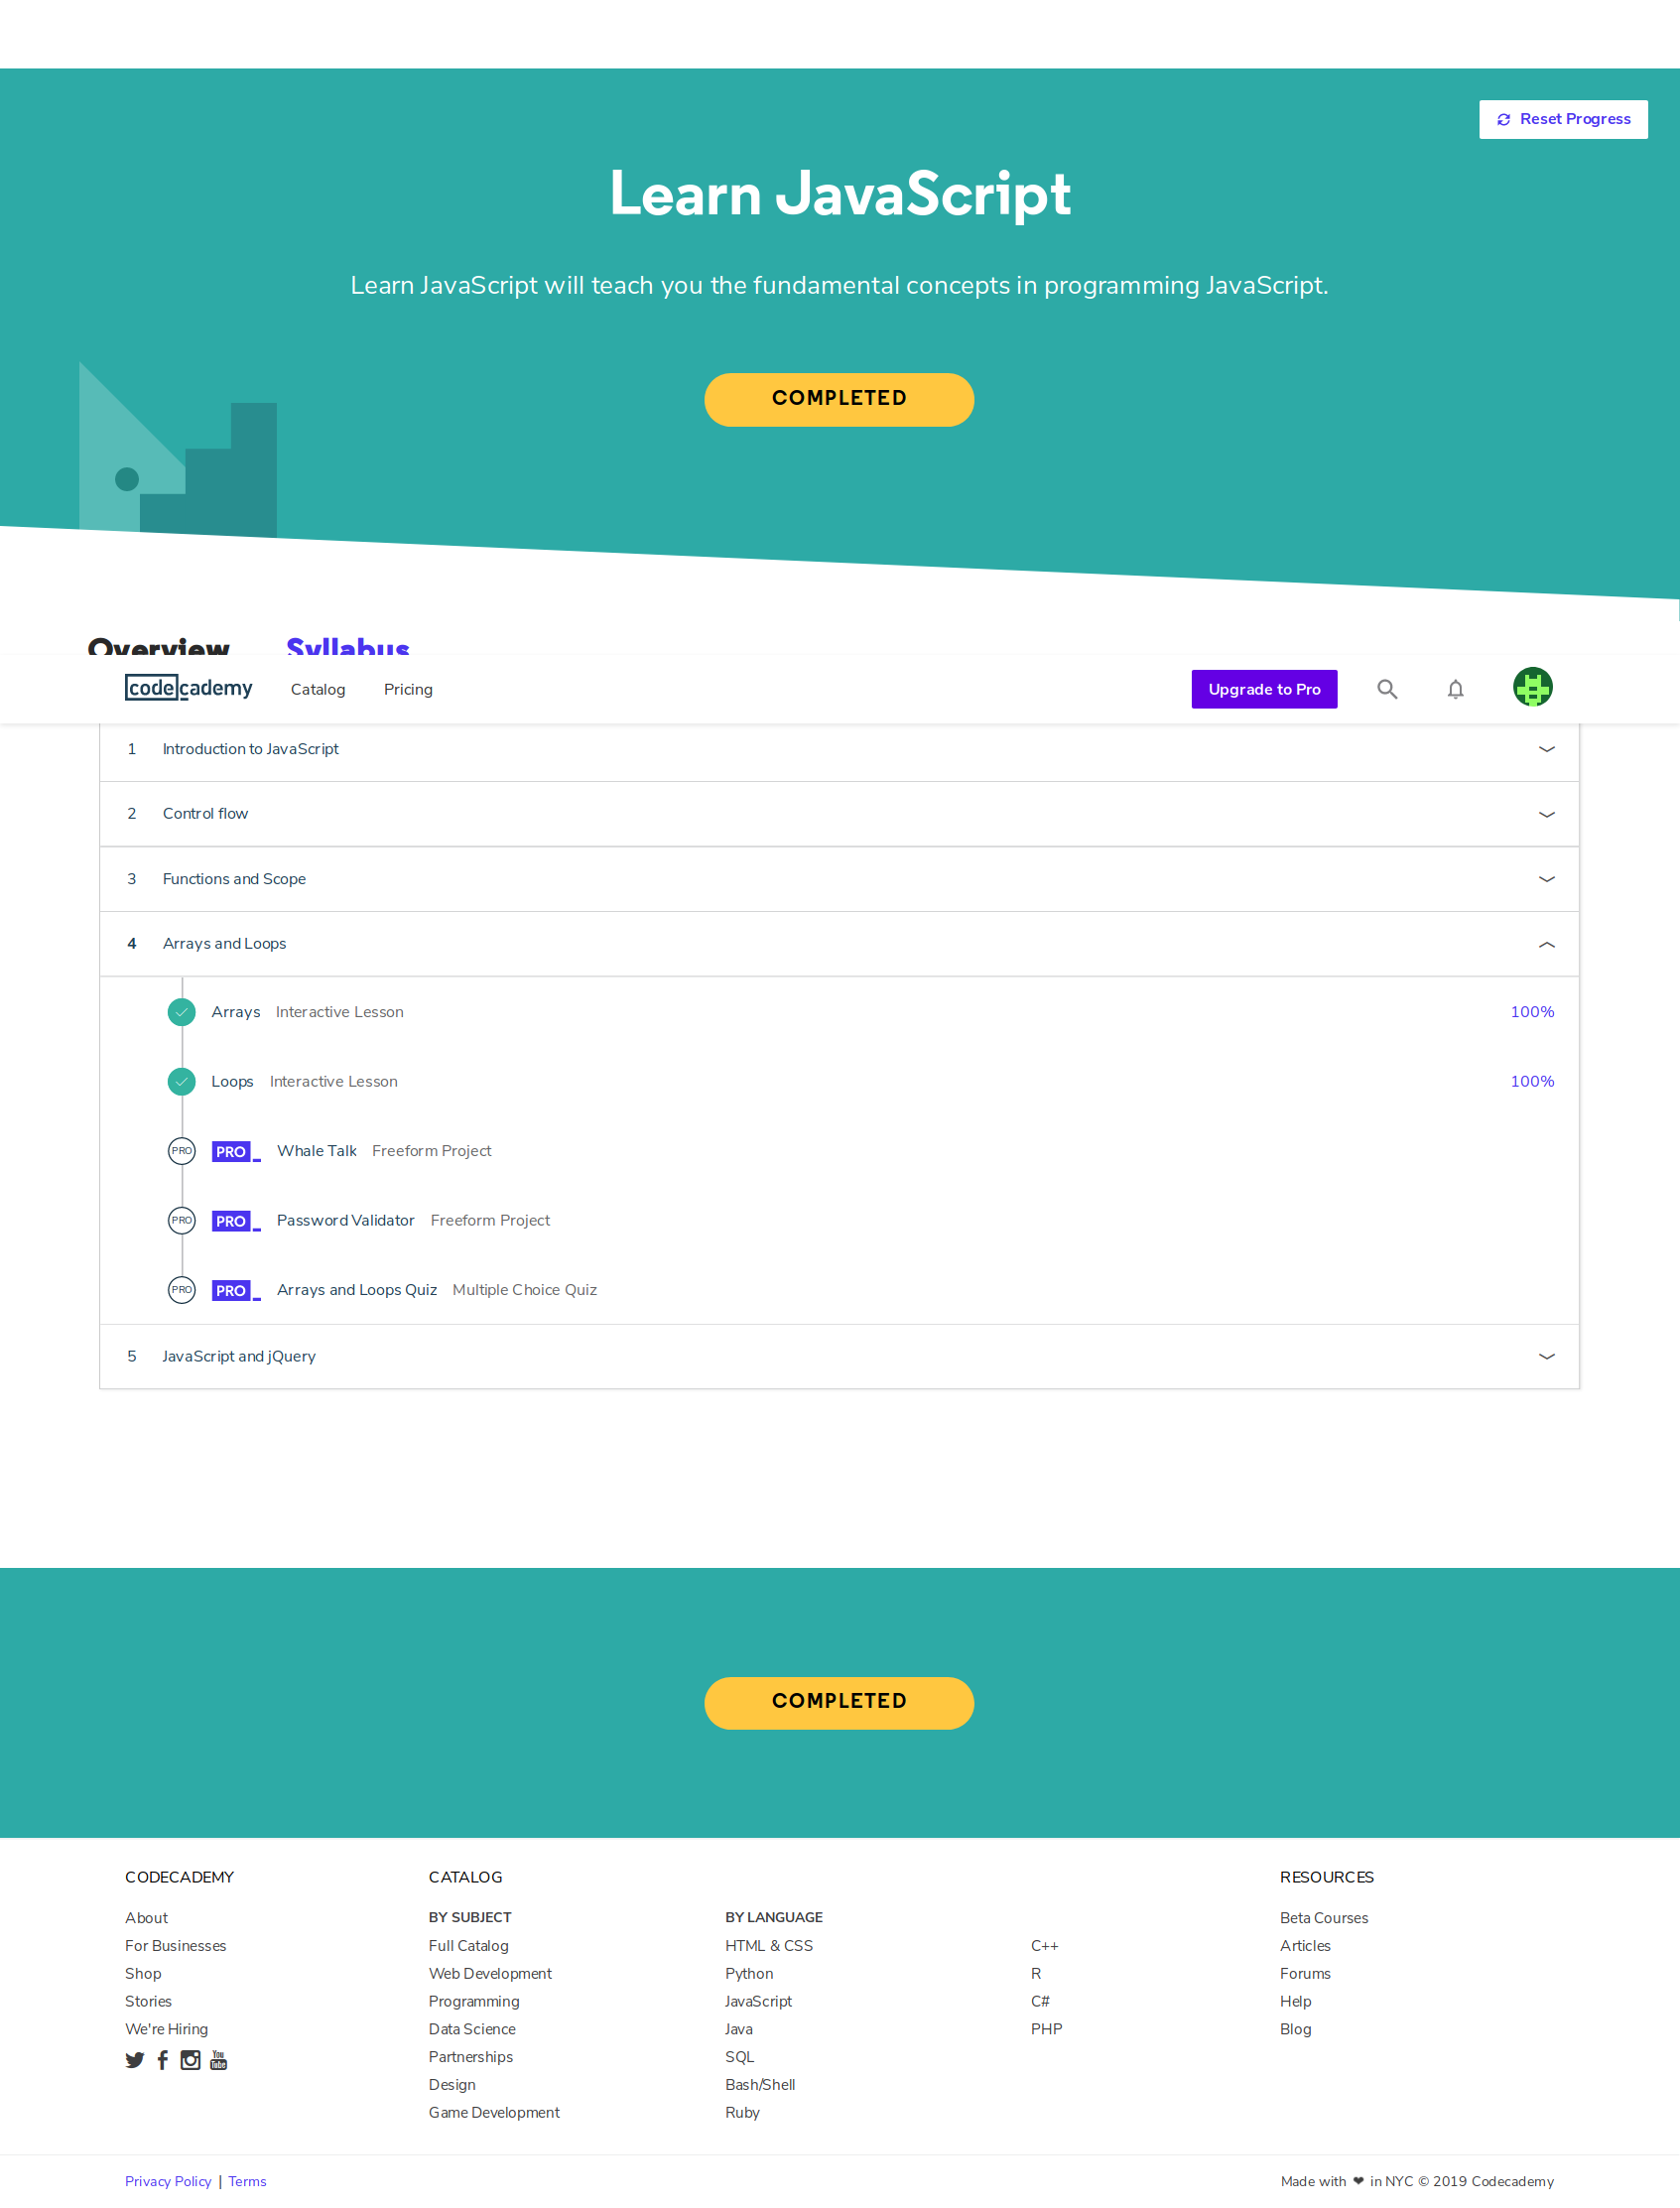 Reset Progress
Learn JavaScript
Learn JavaScript will teach you the fundamental concepts in programming JavaScript.
COMPLETED
Overview Syllabus
codecademy Catalog Pricing Upgrade to Pro
1 Introduction to JavaScript
2 Control flow
3 Functions and Scope
4 Arrays and Loops
Arrays Interactive Lesson 100%
Loops Interactive Lesson 100%
PRO PRO_ Whale Talk Freeform Project
PRO PRO_ Password Validator Freeform Project
PRO PRO_ Arrays and Loops Quiz Multiple Choice Quiz
5 JavaScript and jQuery
COMPLETED
CODECADEMY
About
For Businesses
Shop
Stories
We're Hiring
You Tube
CATALOG
BY SUBJECT
Full Catalog
Web Development
Programming
Data Science
Partnerships
Design
Game Development
BY LANGUAGE
HTML & CSS
Python
JavaScript
Java
SQL
Bash/Shell
Ruby
C++
R
C#
PHP
RESOURCES
Beta Courses
Articles
Forums
Help
Blog
Privacy Policy | Terms
Made with ❤ in NYC © 2019 Codecademy